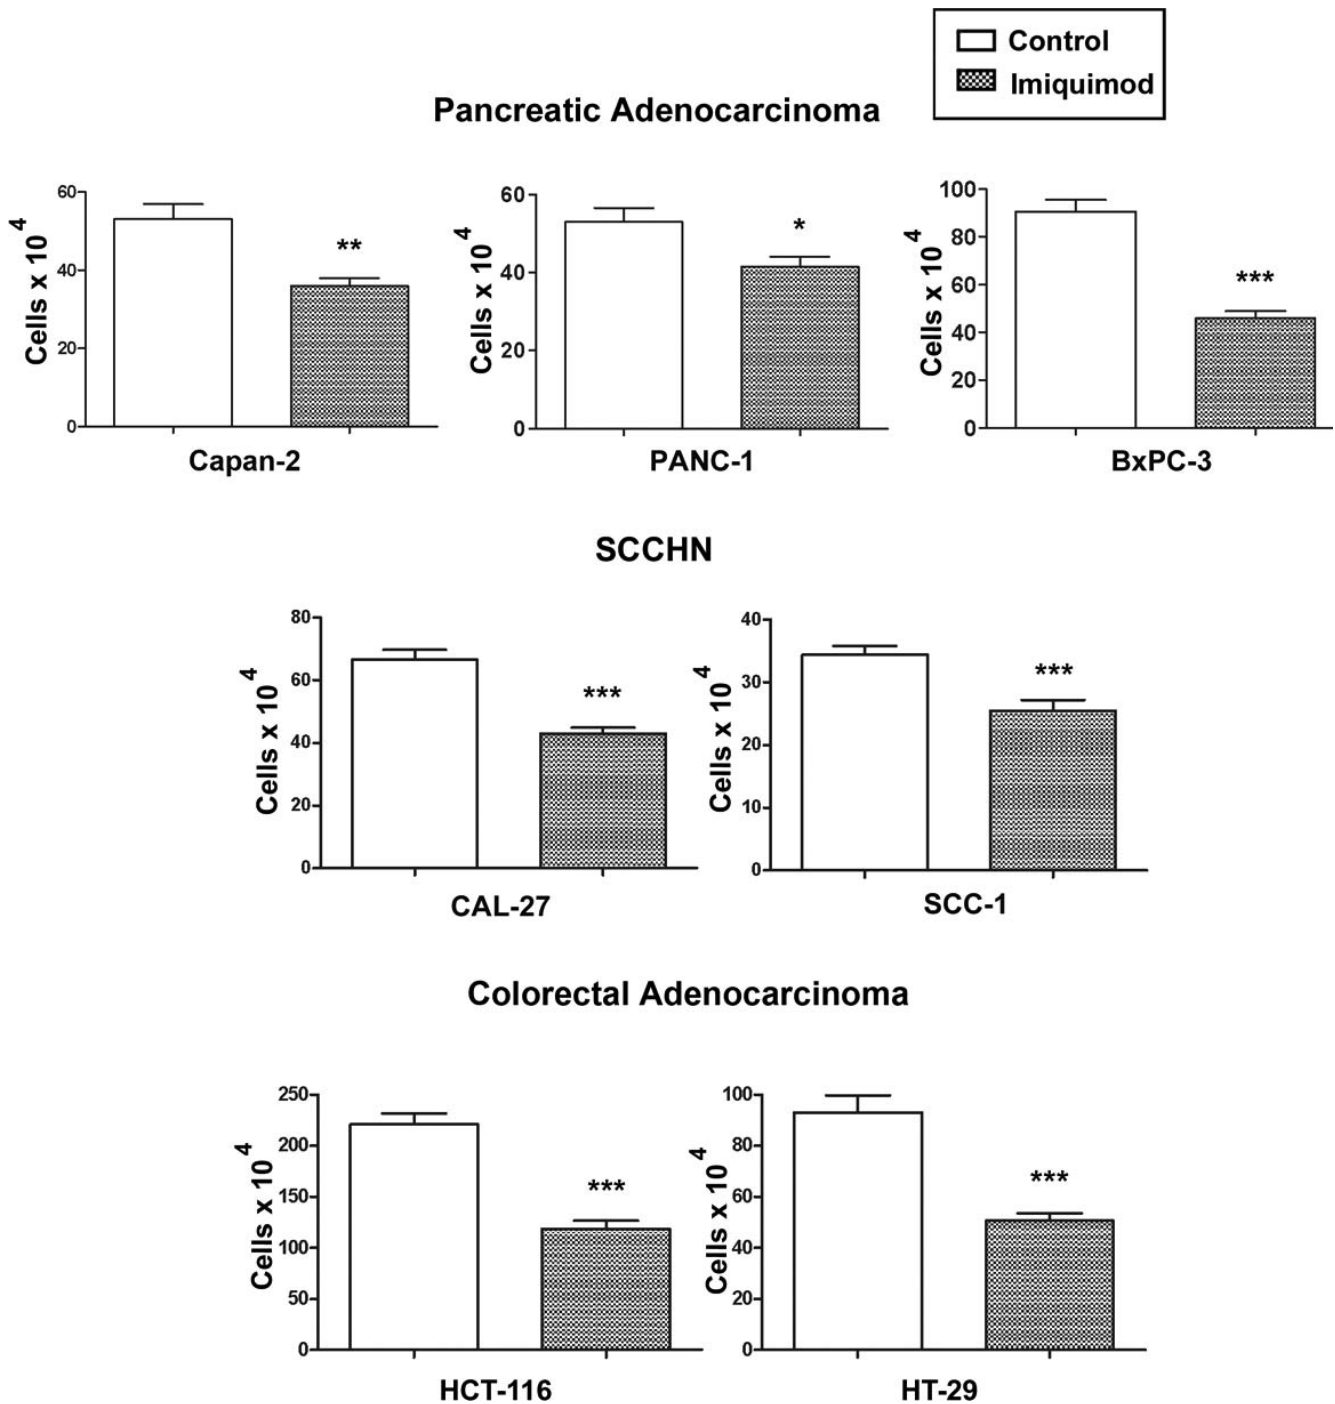 Control
Imiquimod
Pancreatic Adenocarcinoma
Cells x 10^4
60
40
20
0
**
Capan-2
Cells x 10^4
60
40
20
0
*
PANC-1
Cells x 10^4
100
80
60
40
20
0
***
BxPC-3
SCCHN
Cells x 10^4
80
60
40
20
0
***
CAL-27
Cells x 10^4
40
30
20
10
0
***
SCC-1
Colorectal Adenocarcinoma
Cells x 10^4
250
200
150
100
50
0
***
HCT-116
Cells x 10^4
100
80
60
40
20
0
***
HT-29